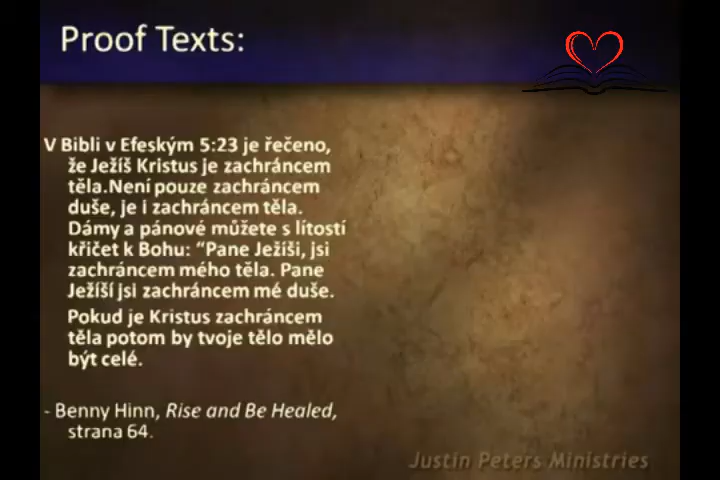 Proof Texts:
V Bibli v Efeským 5:23 je řečeno,
že Ježíš Kristus je zachráncem
těla.Není pouze zachráncem
duše, je i zachráncem těla.
Dámy a pánové můžete s lítostí
křičet k Bohu: “Pane Ježíši, jsi
zachráncem mého těla. Pane
Ježíší jsi zachráncem mé duše.
Pokud je Kristus zachráncem
těla potom by tvoje tělo mělo
být celé.
- Benny Hinn, Rise and Be Healed,
strana 64.
Justin Peters Ministries